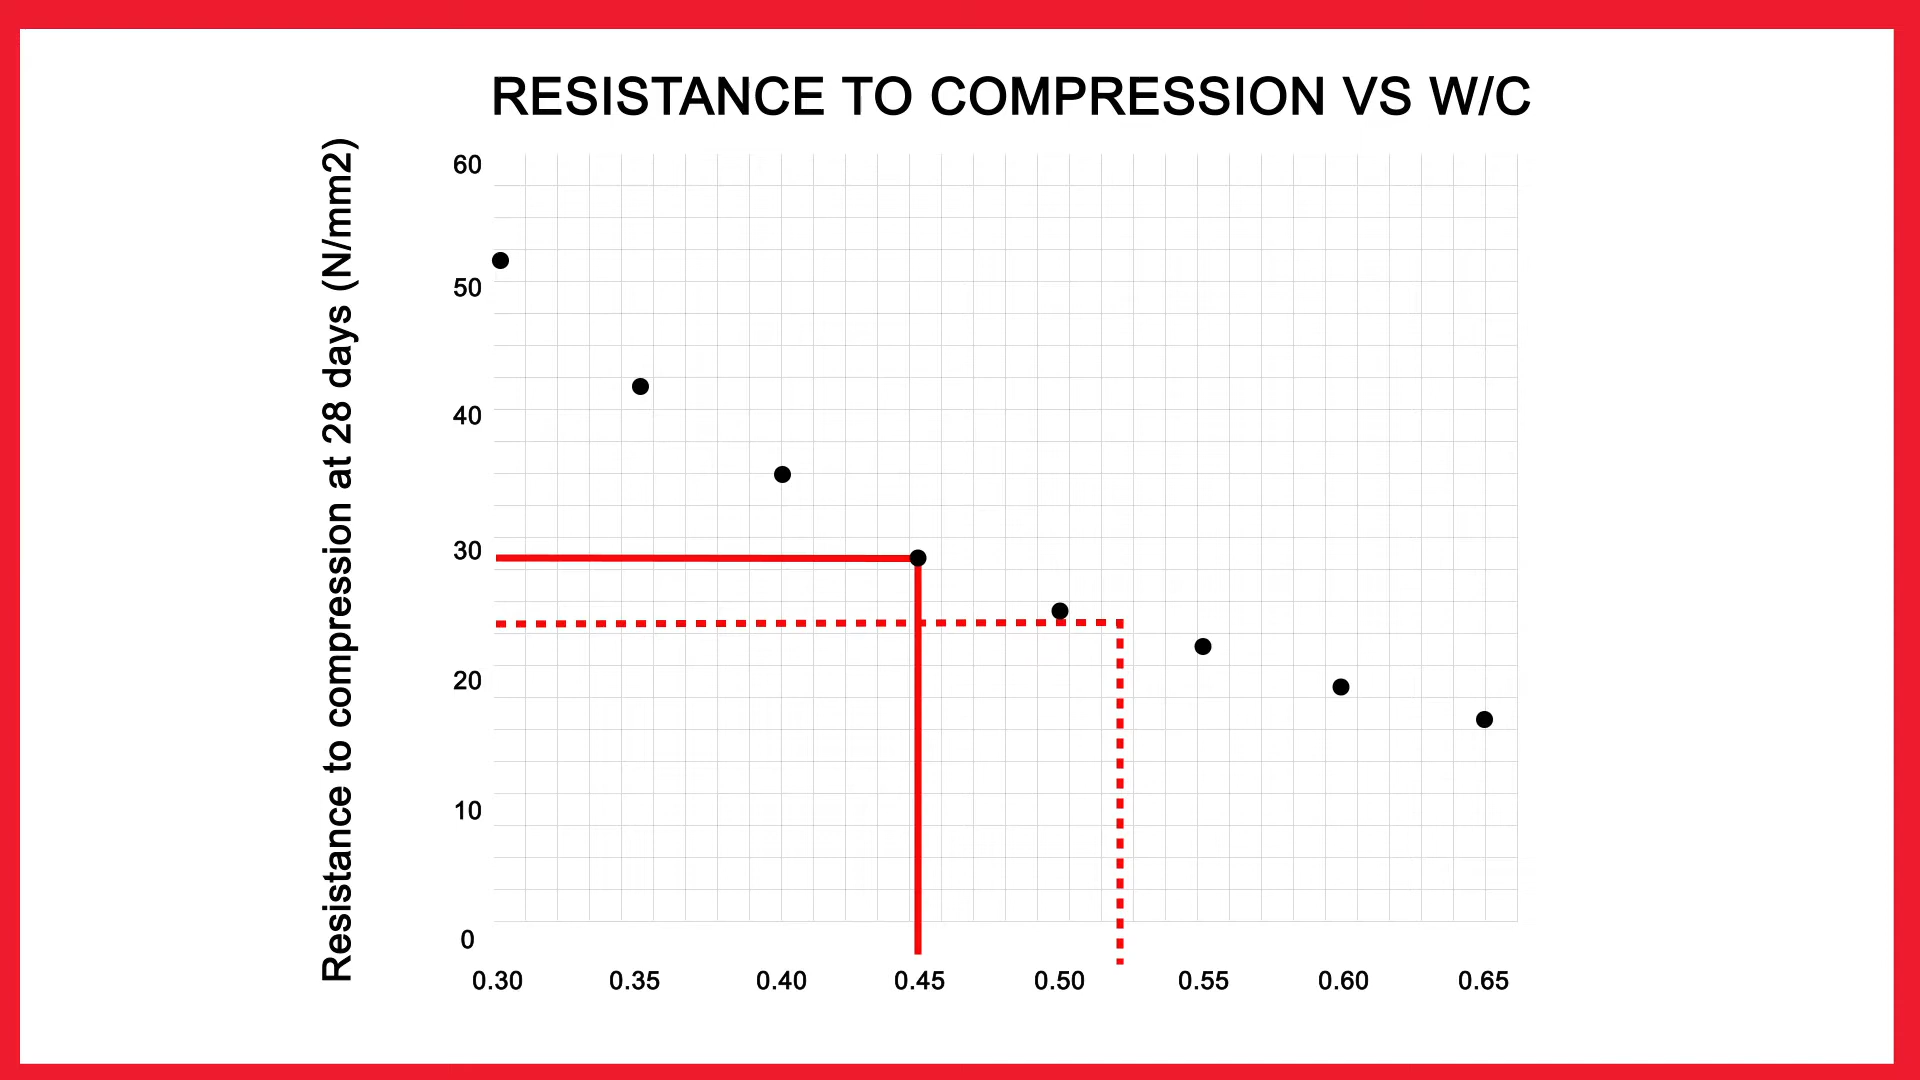 RESISTANCE TO COMPRESSION VS W/C
Resistance to compression at 28 days (N/mm2)
60
50
40
30
20
10
0
0.30 0.35 0.40 0.45 0.50 0.55 0.60 0.65